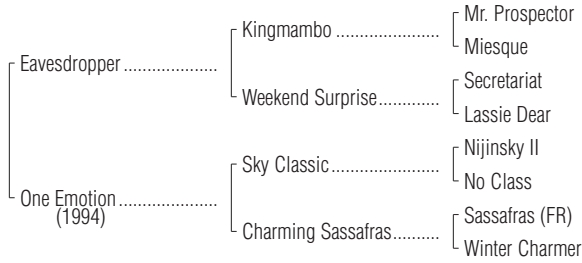 Mr. Prospector
Kingmambo ......................
Miesque
Eavesdropper ....................
Secretariat
Weekend Surprise .............
Lassie Dear
Nijinsky II
Sky Classic .......................
No Class
One Emotion .....................
(1994)
Sassafras (FR)
Charming Sassafras ..........
Winter Charmer